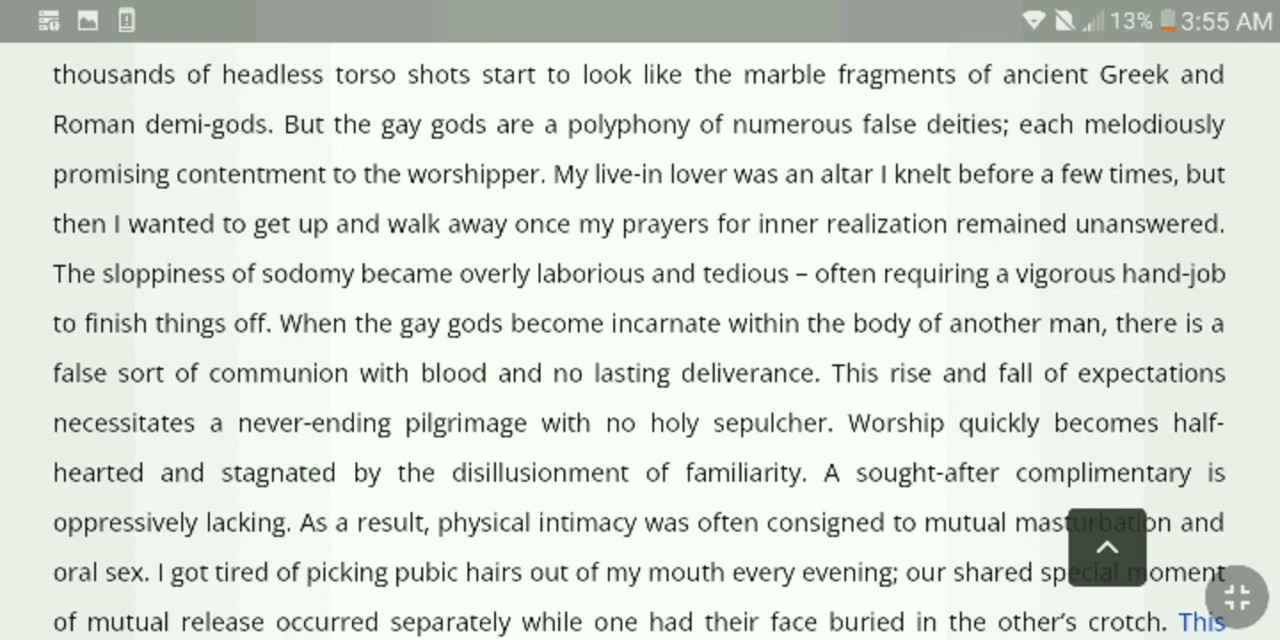 13% 3:55 AM
thousands of headless torso shots start to look like the marble fragments of ancient Greek and
Roman demi-gods. But the gay gods are a polyphony of numerous false deities; each melodiously
promising contentment to the worshipper. My live-in lover was an altar I knelt before a few times, but
then I wanted to get up and walk away once my prayers for inner realization remained unanswered.
The sloppiness of sodomy became overly laborious and tedious – often requiring a vigorous hand-job
to finish things off. When the gay gods become incarnate within the body of another man, there is a
false sort of communion with blood and no lasting deliverance. This rise and fall of expectations
necessitates a never-ending pilgrimage with no holy sepulcher. Worship quickly becomes half-
hearted and stagnated by the disillusionment of familiarity. A sought-after complimentary is
oppressively lacking. As a result, physical intimacy was often consigned to mutual masturbation and
oral sex. I got tired of picking pubic hairs out of my mouth every evening; our shared special moment
of mutual release occurred separately while one had their face buried in the other’s crotch. This